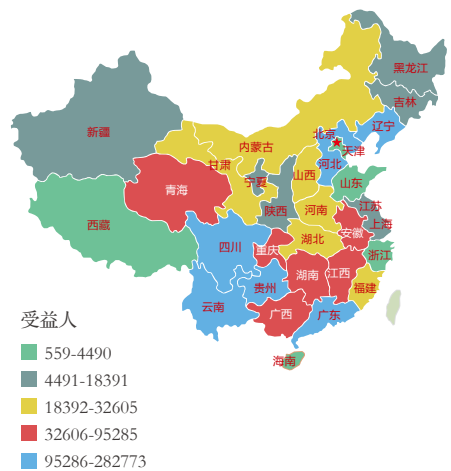 黑龙江
吉林
辽宁
新疆
北京
天津
内蒙古
甘肃
河北
宁夏
山西
山东
青海
陕西
河南
江苏
西藏
安徽
上海
四川
重庆
湖北
浙江
湖南
江西
贵州
福建
云南
广西
广东
海南
受益人
559-4490
4491-18391
18392-32605
32606-95285
95286-282773